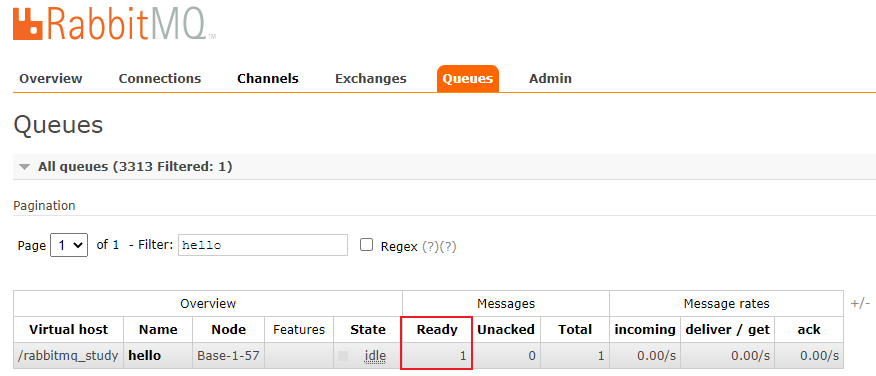 RabbitMQ™
Overview Connections Channels Exchanges Queues Admin
Queues
All queues (3313 Filtered: 1)
Pagination
Page 1 of 1 - Filter: hello Regex (?)(?)
Overview Messages Message rates +/-
Virtual host Name Node Features State Ready Unacked Total incoming deliver / get ack
/rabbitmq_study hello Base-1-57 idle 1 0 1 0.00/s 0.00/s 0.00/s